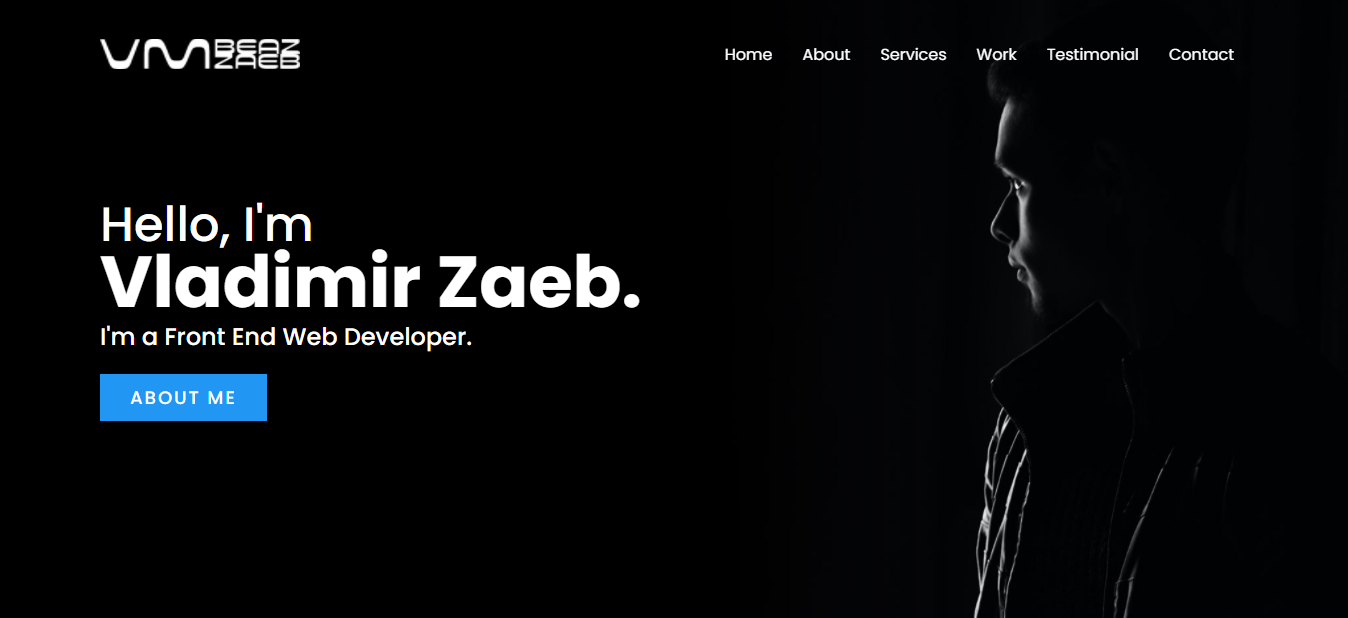 VM BEOZ ZAEB
Home About Services Work Testimonial Contact
Hello, I'm
Vladimir Zaeb.
I'm a Front End Web Developer.
ABOUT ME